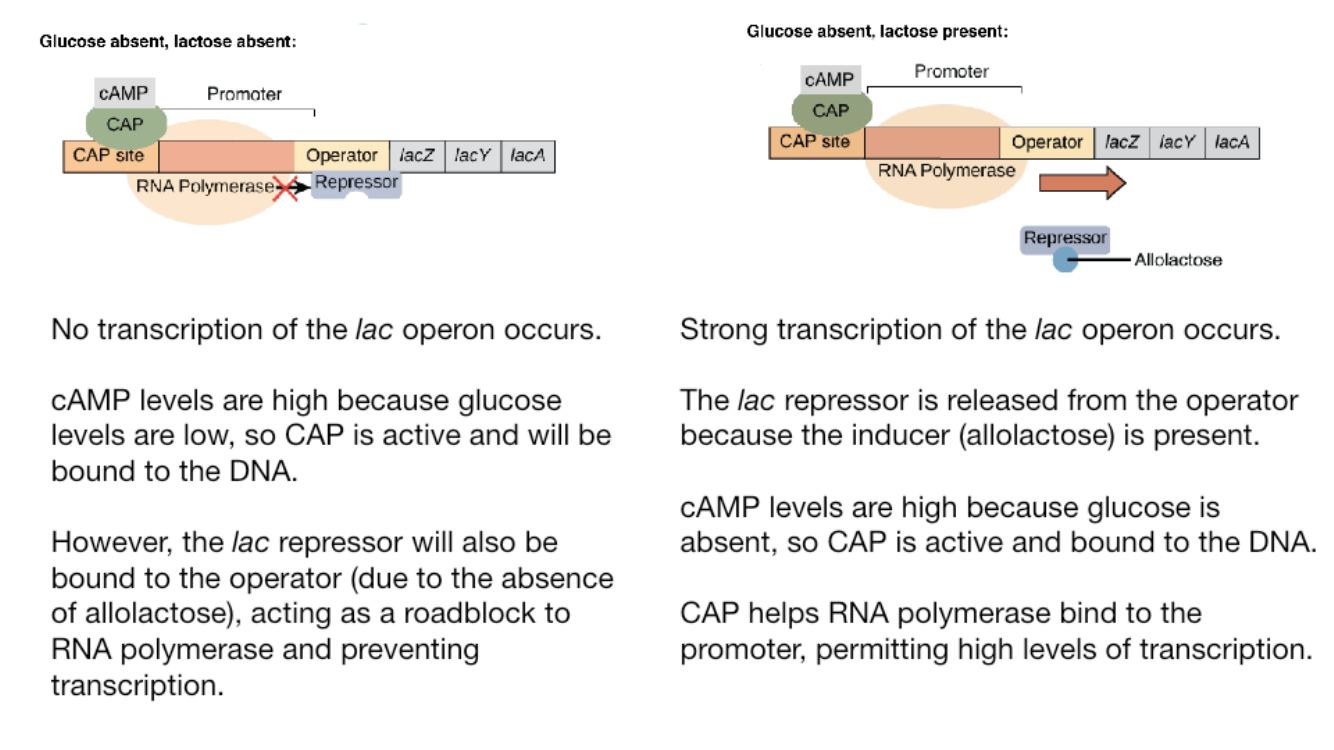 Glucose absent, lactose absent:
cAMP
Promoter
CAP
CAP site
Operator
lacZ
lacY
lacA
RNA Polymerase
Repressor
No transcription of the lac operon occurs.
cAMP levels are high because glucose
levels are low, so CAP is active and will be
bound to the DNA.
However, the lac repressor will also be
bound to the operator (due to the absence
of allolactose), acting as a roadblock to
RNA polymerase and preventing
transcription.
Glucose absent, lactose present:
cAMP
Promoter
CAP
CAP site
Operator
lacZ
lacY
lacA
RNA Polymerase
Repressor
Allolactose
Strong transcription of the lac operon occurs.
The lac repressor is released from the operator
because the inducer (allolactose) is present.
cAMP levels are high because glucose is
absent, so CAP is active and bound to the DNA.
CAP helps RNA polymerase bind to the
promoter, permitting high levels of transcription.